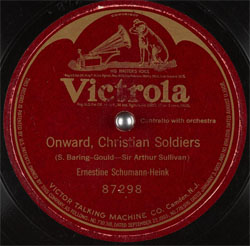 HIS MASTER'S VOICE
Victrola
Contralto with orchestra
Onward, Christian Soldiers
(S. Baring-Gould—Sir Arthur Sullivan)
Ernestine Schumann-Heink
87298
VICTOR TALKING MACHINE CO. Camden, N.J.